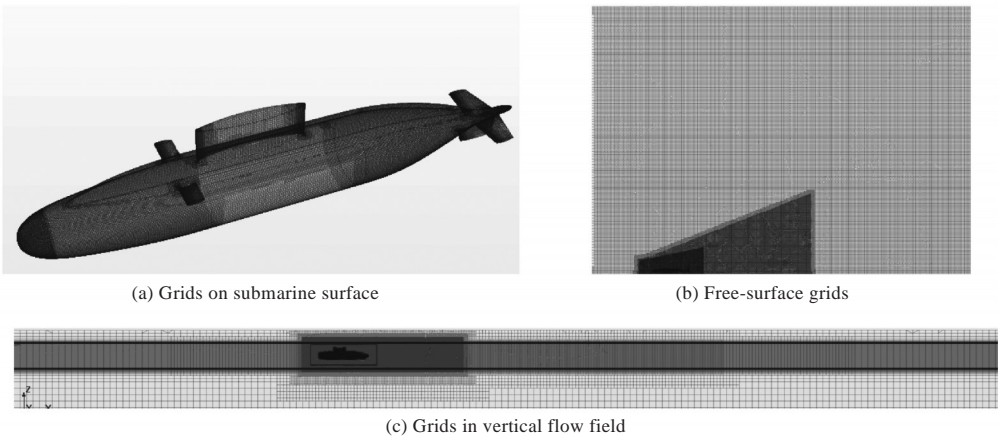 (a) Grids on submarine surface
(b) Free-surface grids
Z
(c) Grids in vertical flow field